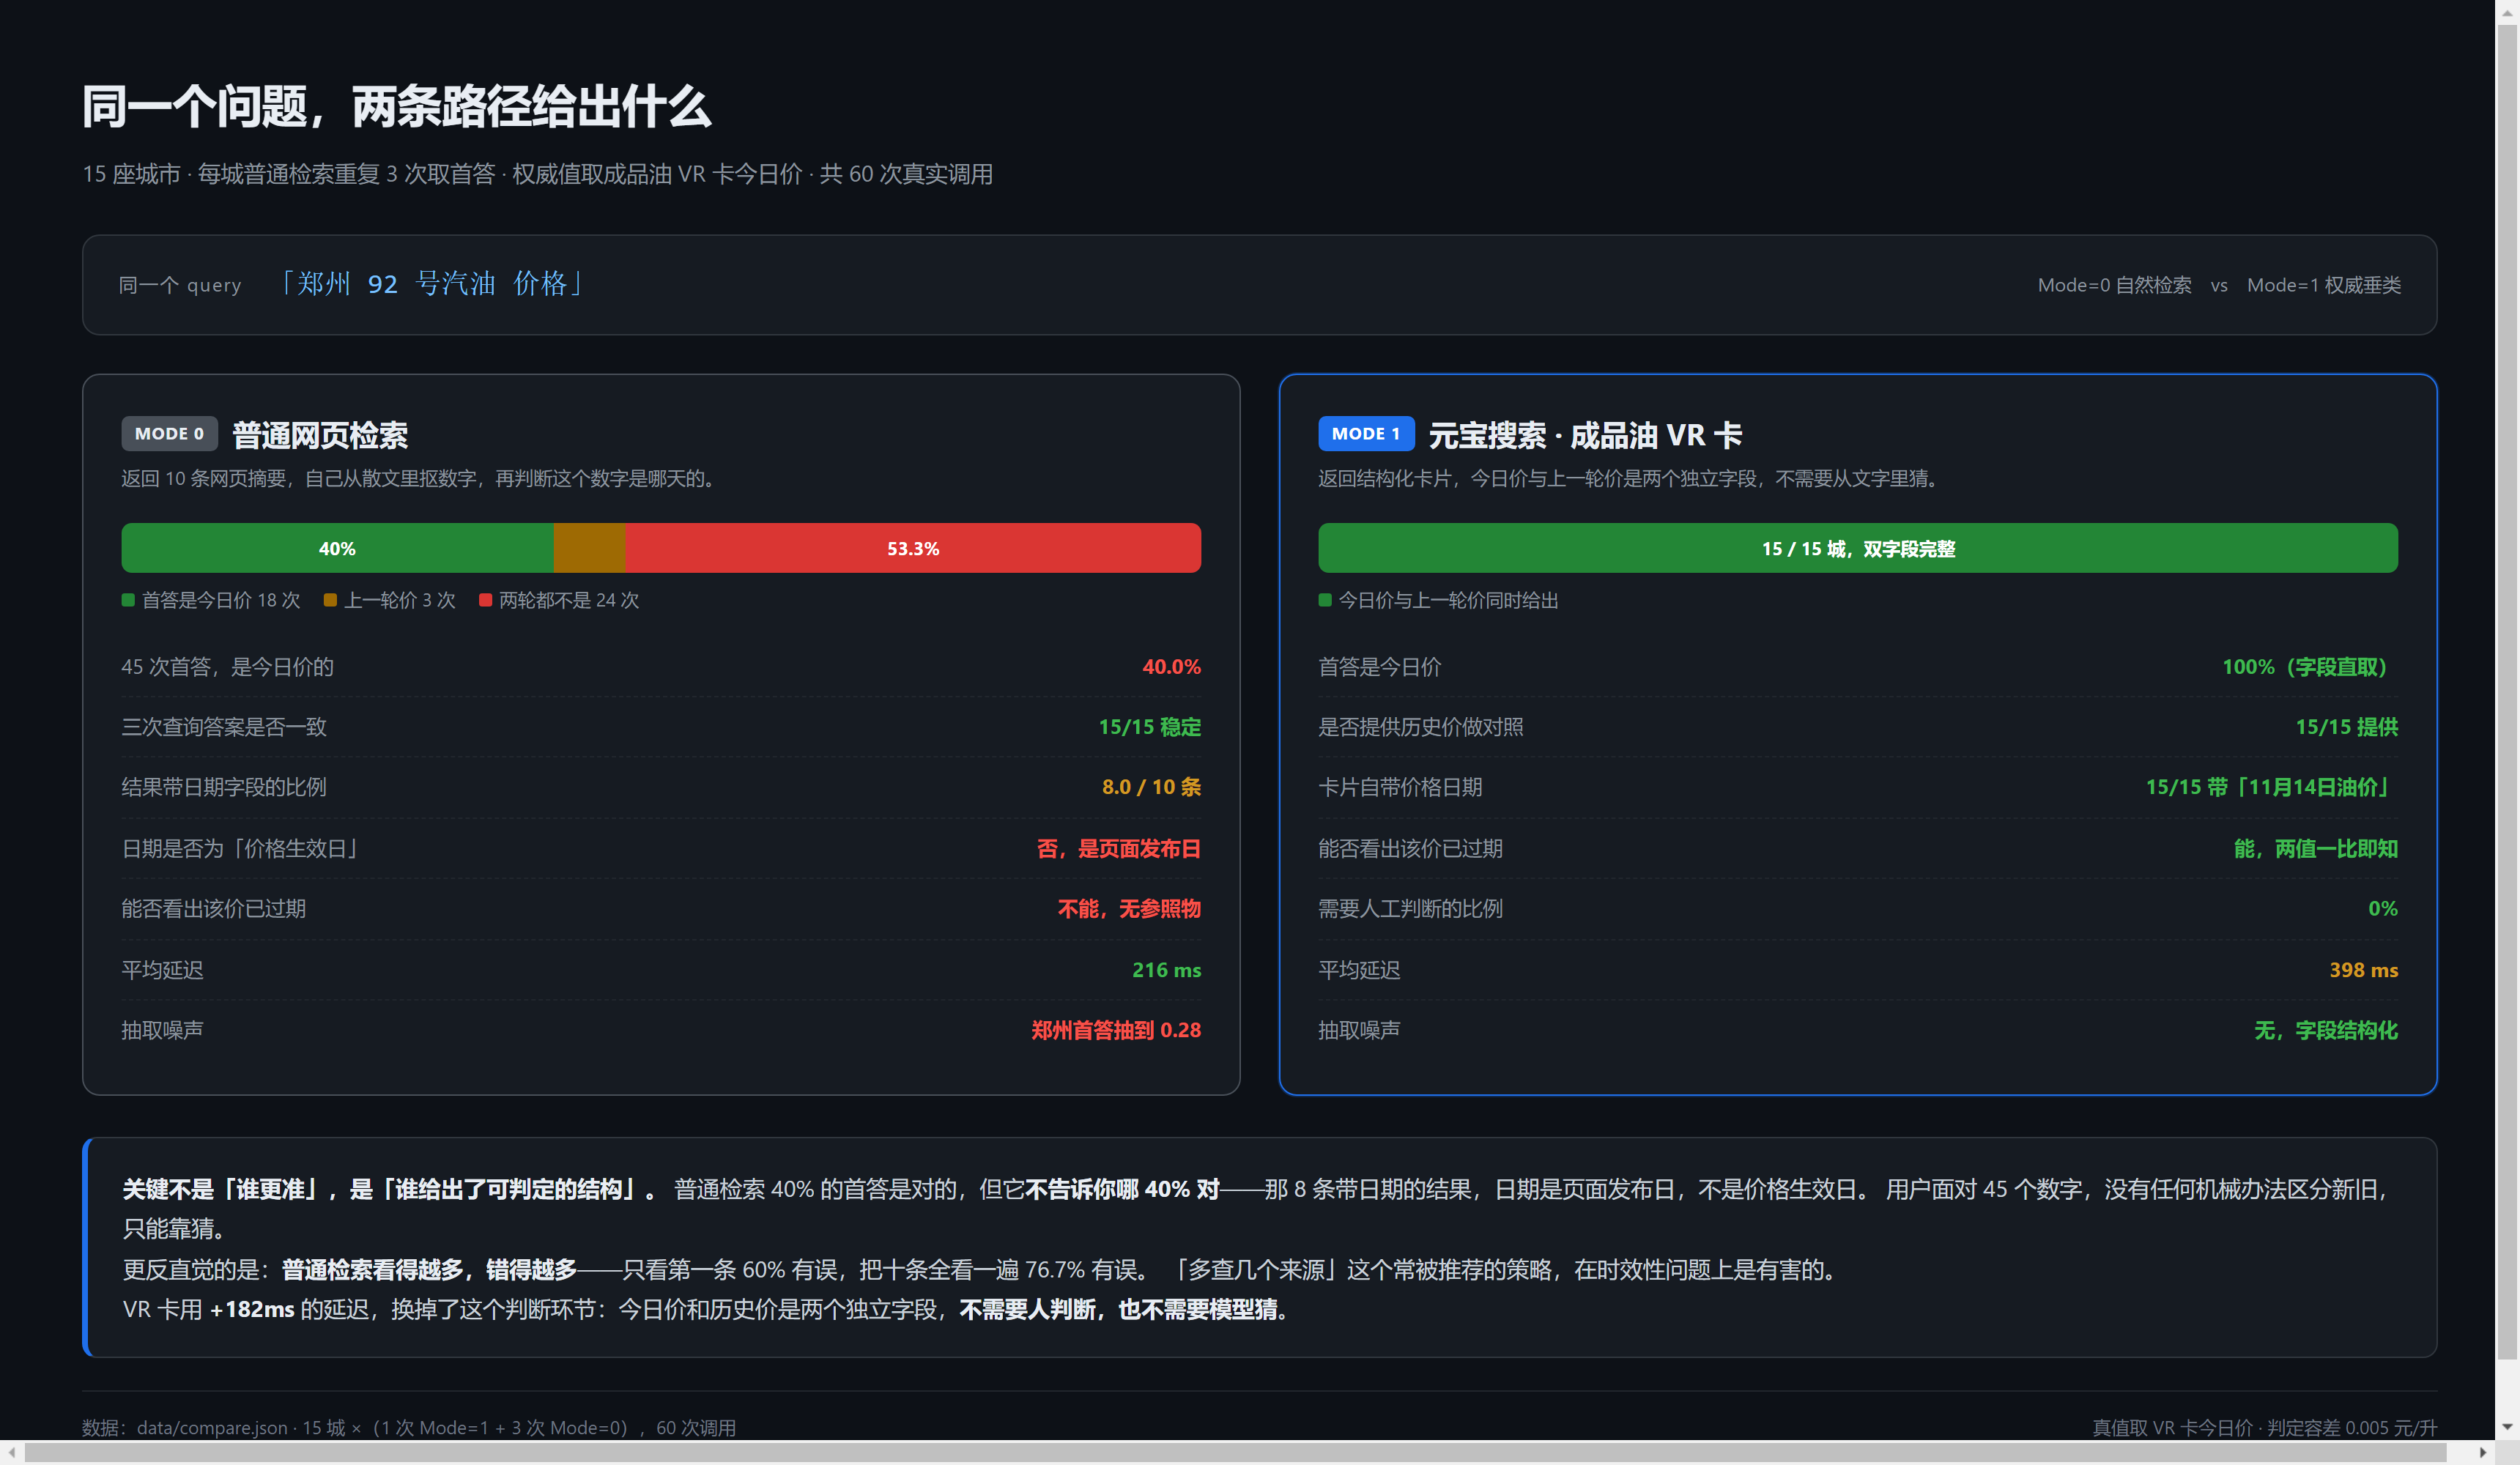 同一个问题，两条路径给出什么
15 座城市 · 每城普通检索重复 3 次取首答 · 权威值取成品油 VR 卡今日价 · 共 60 次真实调用
同一个 query 「郑州 92 号汽油 价格」 Mode=0 自然检索 vs Mode=1 权威垂类
MODE 0 普通网页检索
返回 10 条网页摘要，自己从散文里抠数字，再判断这个数字是哪天的。
40% 53.3%
首答是今日价 18 次 上一轮价 3 次 两轮都不是 24 次
45 次首答，是今日价的 40.0%
三次查询答案是否一致 15/15 稳定
结果带日期字段的比例 8.0 / 10 条
日期是否为「价格生效日」 否，是页面发布日
能否看出该价已过期 不能，无参照物
平均延迟 216 ms
抽取噪声 郑州首答抽到 0.28
MODE 1 元宝搜索 · 成品油 VR 卡
返回结构化卡片，今日价与上一轮价是两个独立字段，不需要从文字里猜。
15 / 15 城，双字段完整
今日价与上一轮价同时给出
首答是今日价 100%（字段直取）
是否提供历史价做对照 15/15 提供
卡片自带价格日期 15/15 带「11月14日油价」
能否看出该价已过期 能，两值一比即知
需要人工判断的比例 0%
平均延迟 398 ms
抽取噪声 无，字段结构化
关键不是「谁更准」，是「谁给出了可判定的结构」。 普通检索 40% 的首答是对的，但它不告诉你哪 40% 对——那 8 条带日期的结果，日期是页面发布日，不是价格生效日。 用户面对 45 个数字，没有任何机械办法区分新旧，
只能靠猜。
更反直觉的是：普通检索看得越多，错得越多——只看第一条 60% 有误，把十条全看一遍 76.7% 有误。 「多查几个来源」这个常被推荐的策略，在时效性问题上是有害的。
VR 卡用 +182ms 的延迟，换掉了这个判断环节：今日价和历史价是两个独立字段，不需要人判断，也不需要模型猜。
数据：data/compare.json · 15 城 ×（1 次 Mode=1 + 3 次 Mode=0），60 次调用 真值取 VR 卡今日价 · 判定容差 0.005 元/升